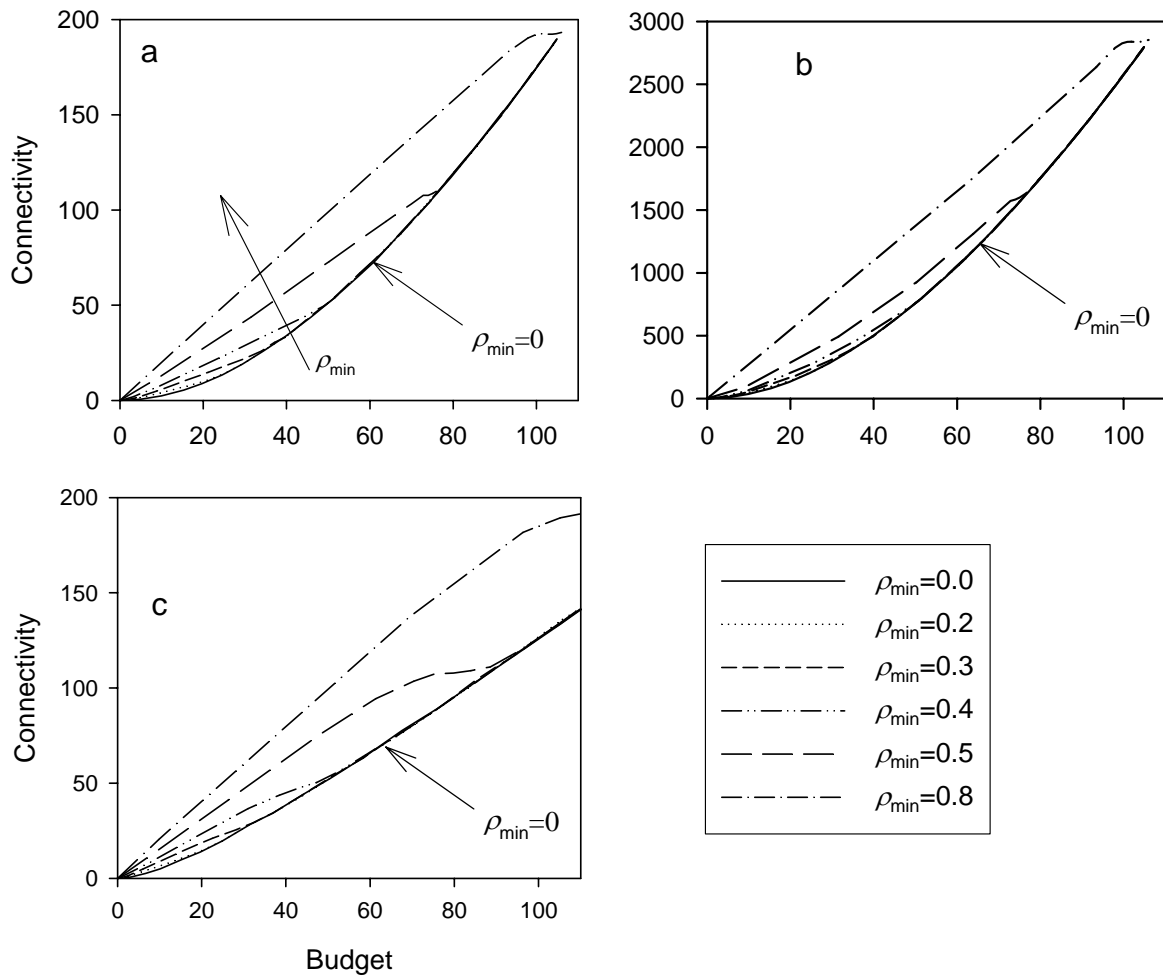 a
200
150
100
50
0
0 20 40 60 80 100
Connectivity
ρmin
ρmin=0
b
3000
2500
2000
1500
1000
500
0
0 20 40 60 80 100
ρmin=0
c
200
150
100
50
0
0 20 40 60 80 100
Connectivity
Budget
ρmin=0
ρmin=0.0
ρmin=0.2
ρmin=0.3
ρmin=0.4
ρmin=0.5
ρmin=0.8